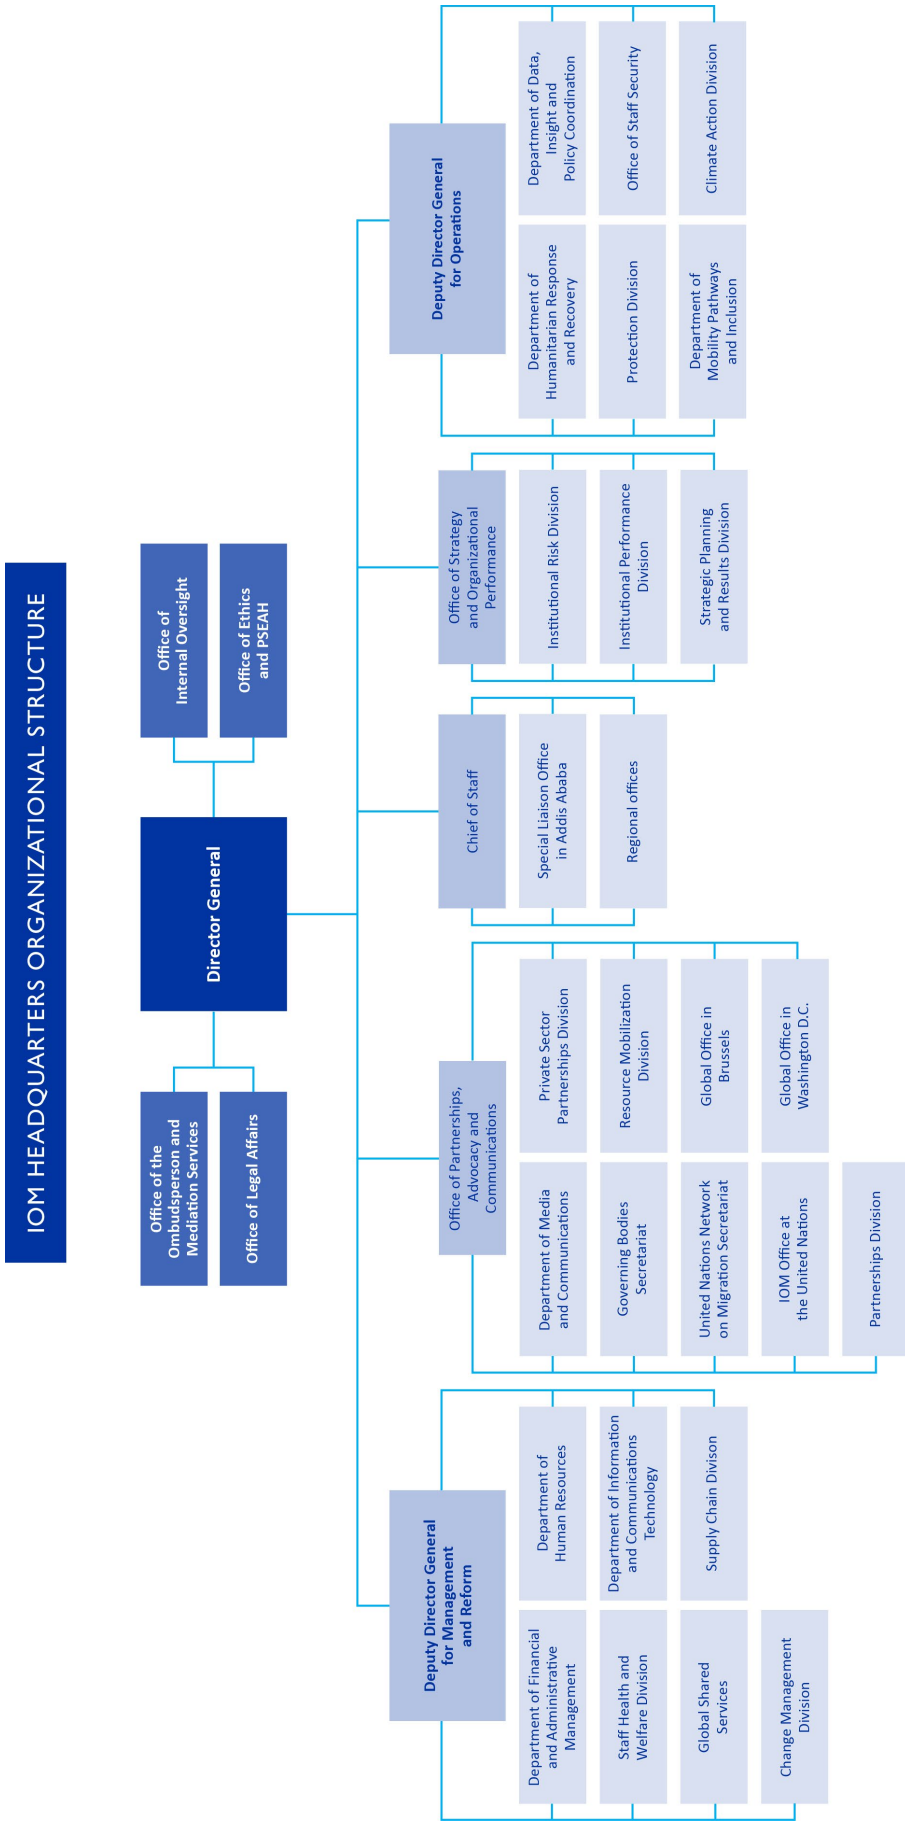 IOM HEADQUARTERS ORGANIZATIONAL STRUCTURE
Office of the
Ombudsperson and
Mediation Services
Office of Legal Affairs
Director General
Office of
Internal Oversight
Office of Ethics
and PSEAH
Deputy Director General
for Management
and Reform
Department of Financial
and Administrative
Management
Department of
Human Resources
Staff Health and
Welfare Division
Department of Information
and Communications
Technology
Global Shared
Services
Supply Chain Divison
Change Management
Division
Office of Partnerships,
Advocacy and
Communications
Department of Media
and Communications
Private Sector
Partnerships Division
Governing Bodies
Secretariat
Resource Mobilization
Division
United Nations Network
on Migration Secretariat
Global Office in
Brussels
IOM Office at
the United Nations
Global Office in
Washington D.C.
Partnerships Division
Chief of Staff
Special Liaison Office
in Addis Ababa
Regional offices
Office of Strategy
and Organizational
Performance
Institutional Risk Division
Institutional Performance
Division
Strategic Planning
and Results Division
Deputy Director General
for Operations
Department of
Humanitarian Response
and Recovery
Department of Data,
Insight and
Policy Coordination
Protection Division
Office of Staff Security
Department of
Mobility Pathways
and Inclusion
Climate Action Division